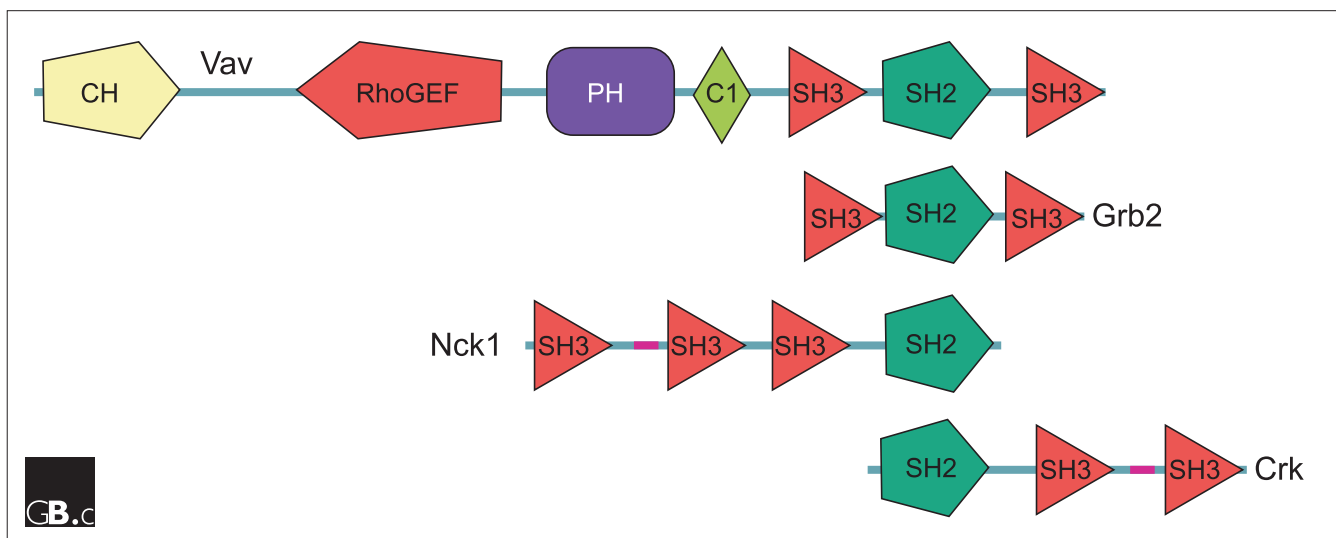 Vav
CH RhoGEF PH C1 SH3 SH2 SH3
SH3 SH2 SH3 Grb2
Nck1 SH3 SH3 SH3 SH2
SH2 SH3 SH3 Crk
GB.c